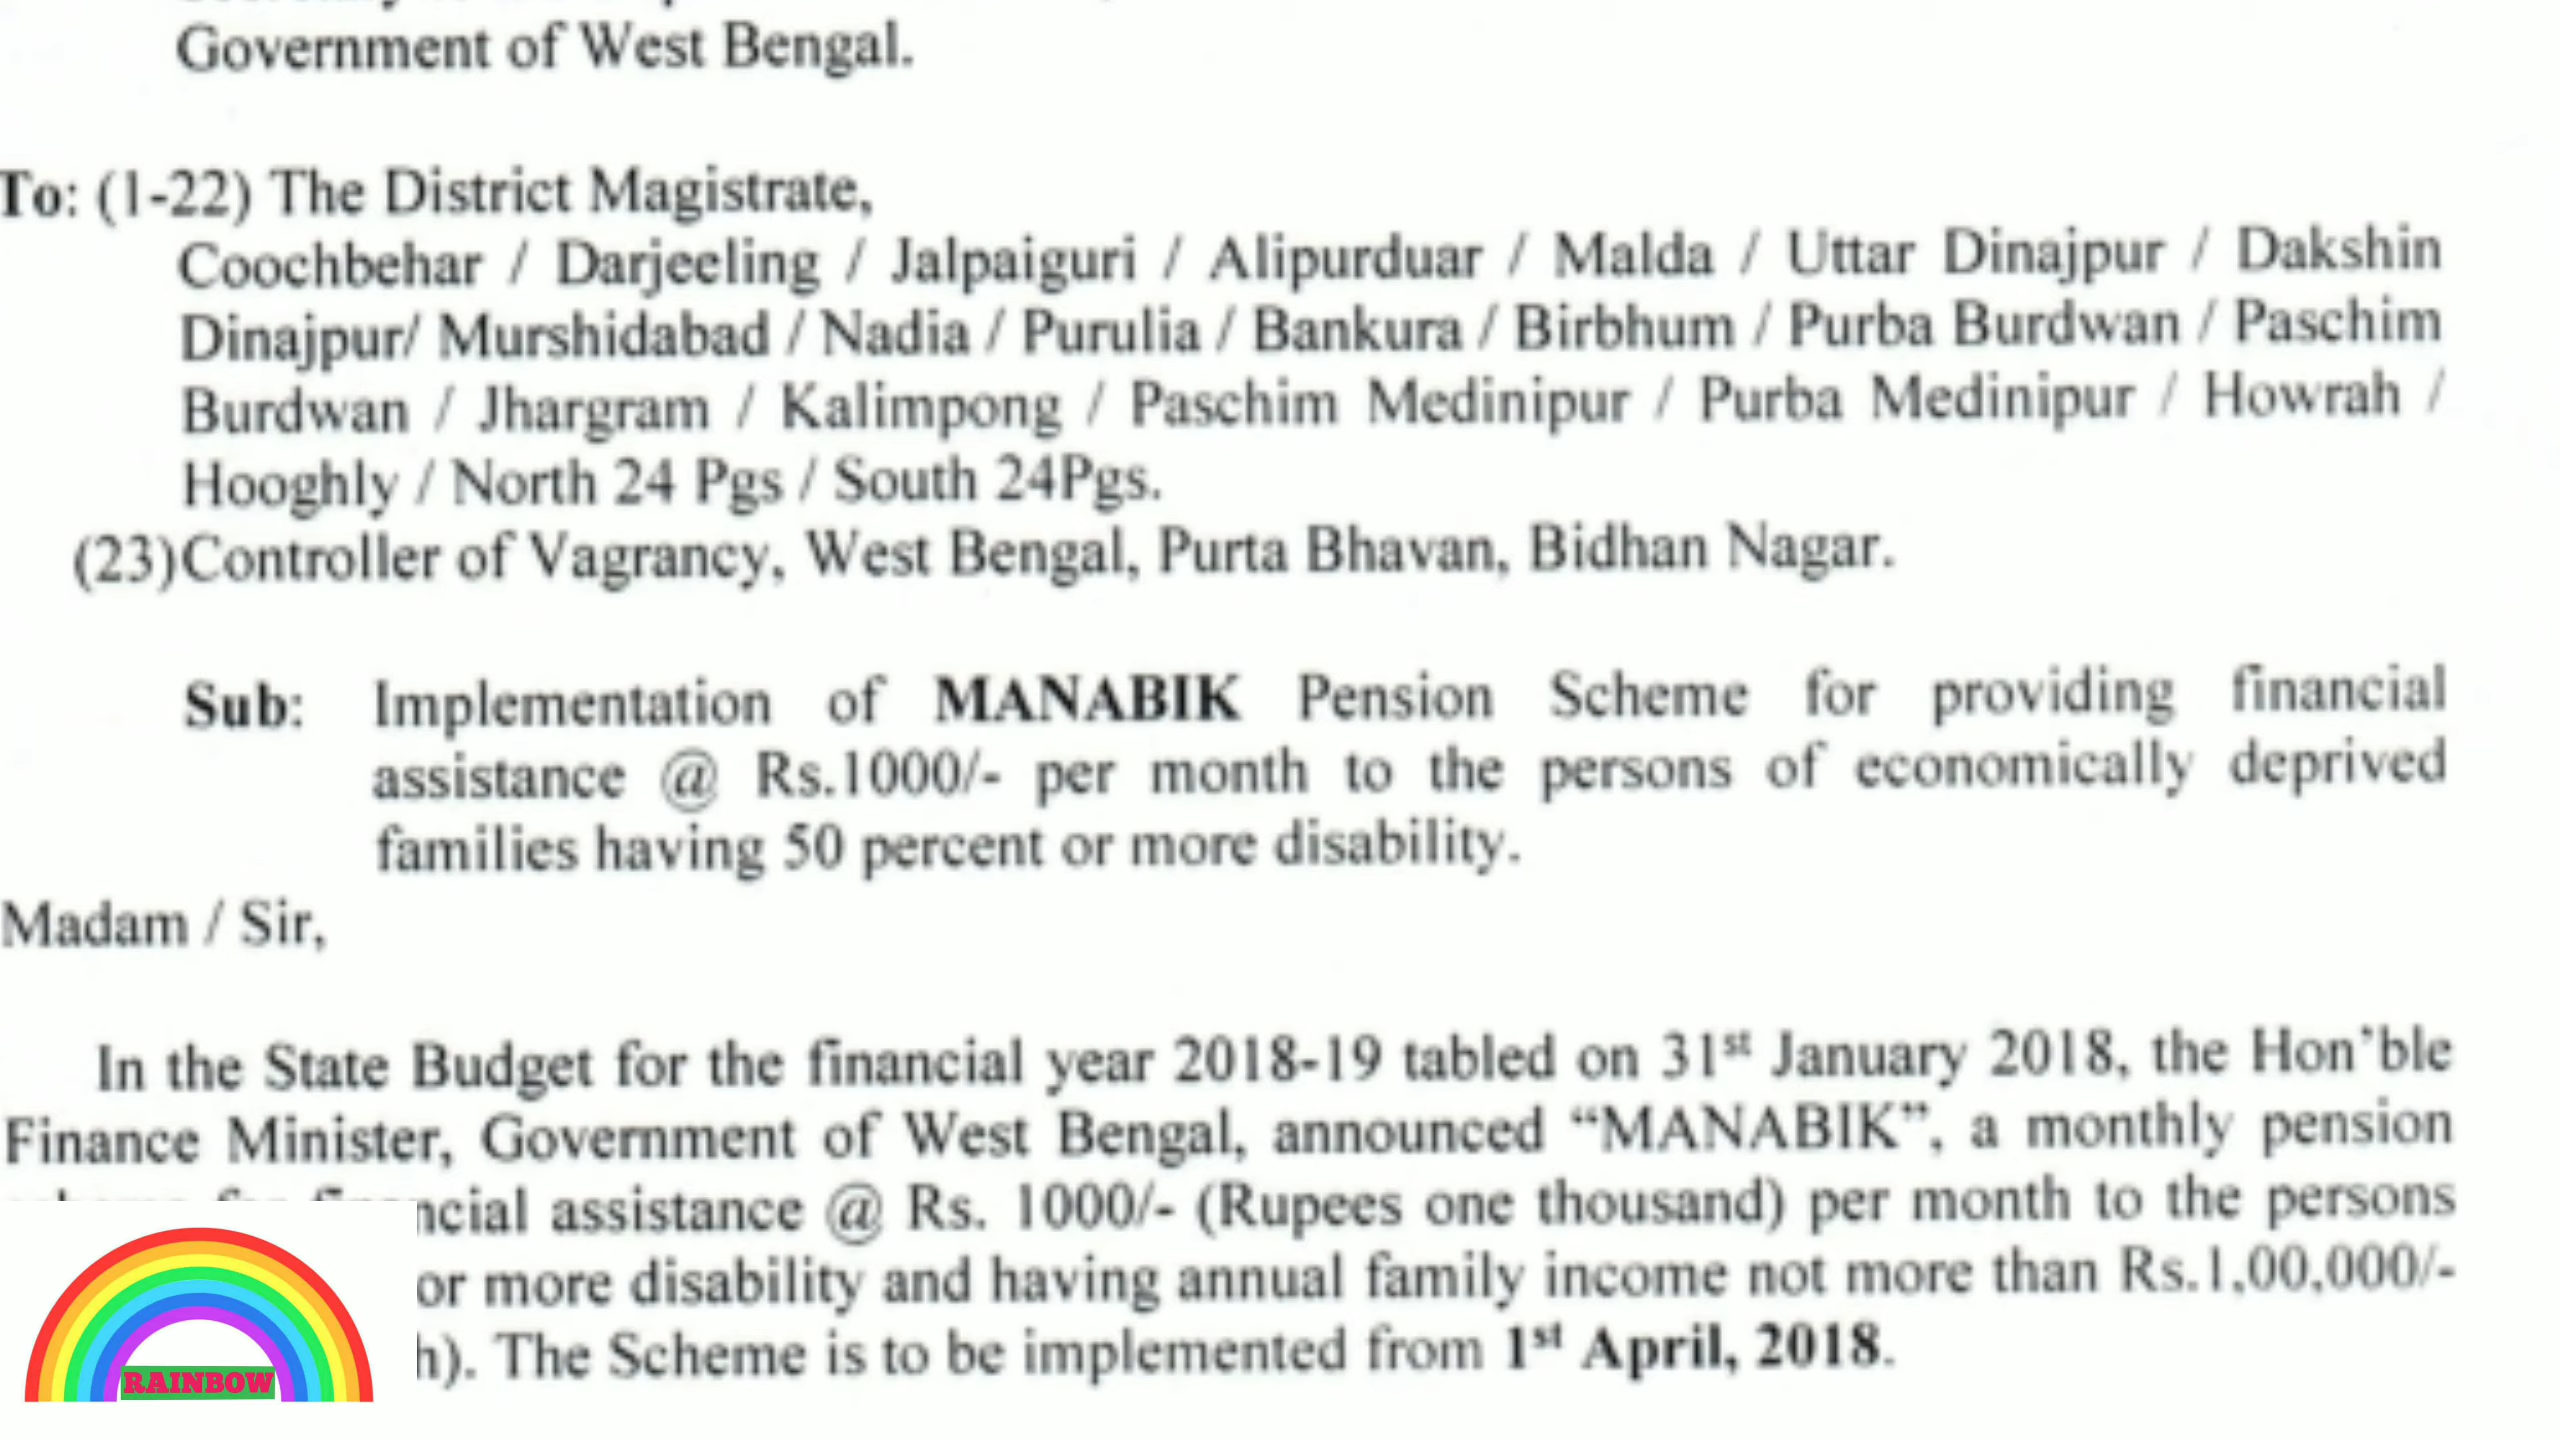 Government of West Bengal.
To: (1-22) The District Magistrate,
Coochbehar / Darjeeling / Jalpaiguri / Alipurduar / Malda / Uttar Dinajpur / Dakshin
Dinajpur/ Murshidabad / Nadia / Purulia / Bankura / Birbhum / Purba Burdwan / Paschim
Burdwan / Jhargram / Kalimpong / Paschim Medinipur / Purba Medinipur / Howrah /
Hooghly / North 24 Pgs / South 24Pgs.
(23)Controller of Vagrancy, West Bengal, Purta Bhavan, Bidhan Nagar.
Sub: Implementation of MANABIK Pension Scheme for providing financial
assistance @ Rs.1000/- per month to the persons of economically deprived
families having 50 percent or more disability.
Madam / Sir,
In the State Budget for the financial year 2018-19 tabled on 31st January 2018, the Hon'ble
Finance Minister, Government of West Bengal, announced “MANABIK”, a monthly pension
ncial assistance @ Rs. 1000/- (Rupees one thousand) per month to the persons
or more disability and having annual family income not more than Rs.1,00,000/-
h). The Scheme is to be implemented from 1st April, 2018.
RAINBOW